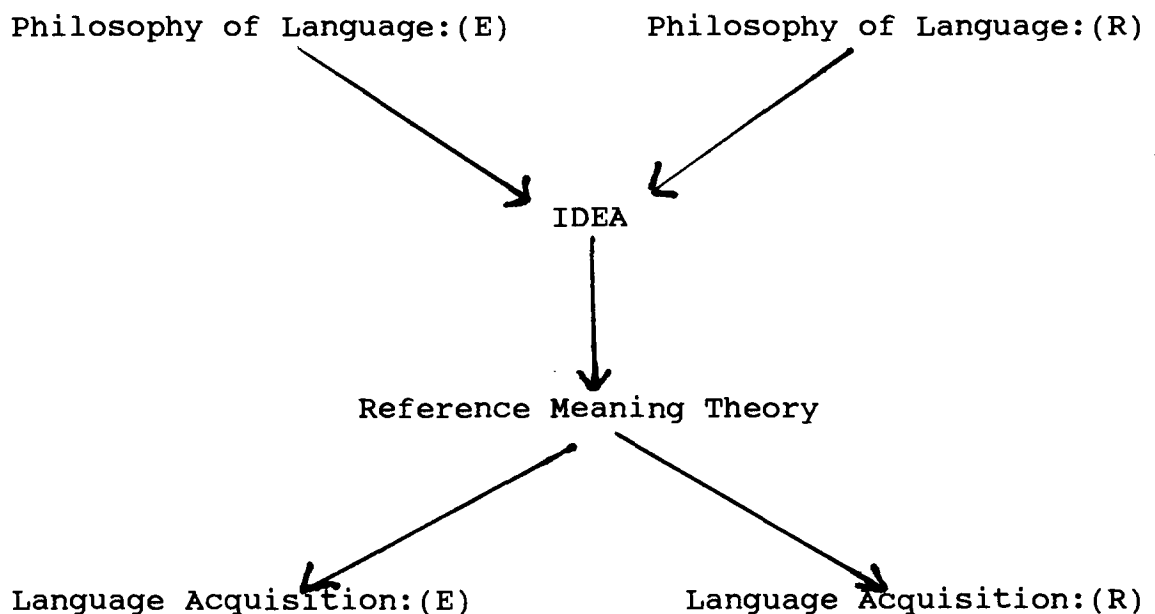 Philosophy of Language:(E) Philosophy of Language:(R)
IDEA
Reference Meaning Theory
Language Acquisition:(E) Language Acquisition:(R)